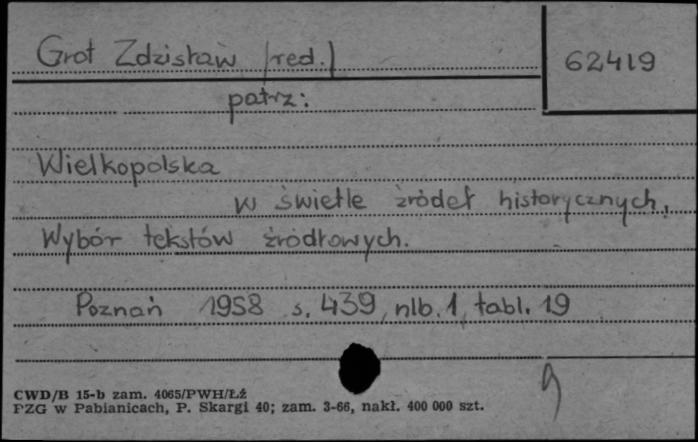 Grot Zdzisław /red./
62419
patrz:
Wielkopolska
w świetle źródeł historycznych.
Wybór tekstów źródłowych.
Poznań 1958 s. 439, nlb. 1, tabl. 19
CWD/B 15-b zam. 4065/PWH/Łź
PZG w Pabianicach, P. Skargi 40; zam. 3-66, nakł. 400 000 szt.